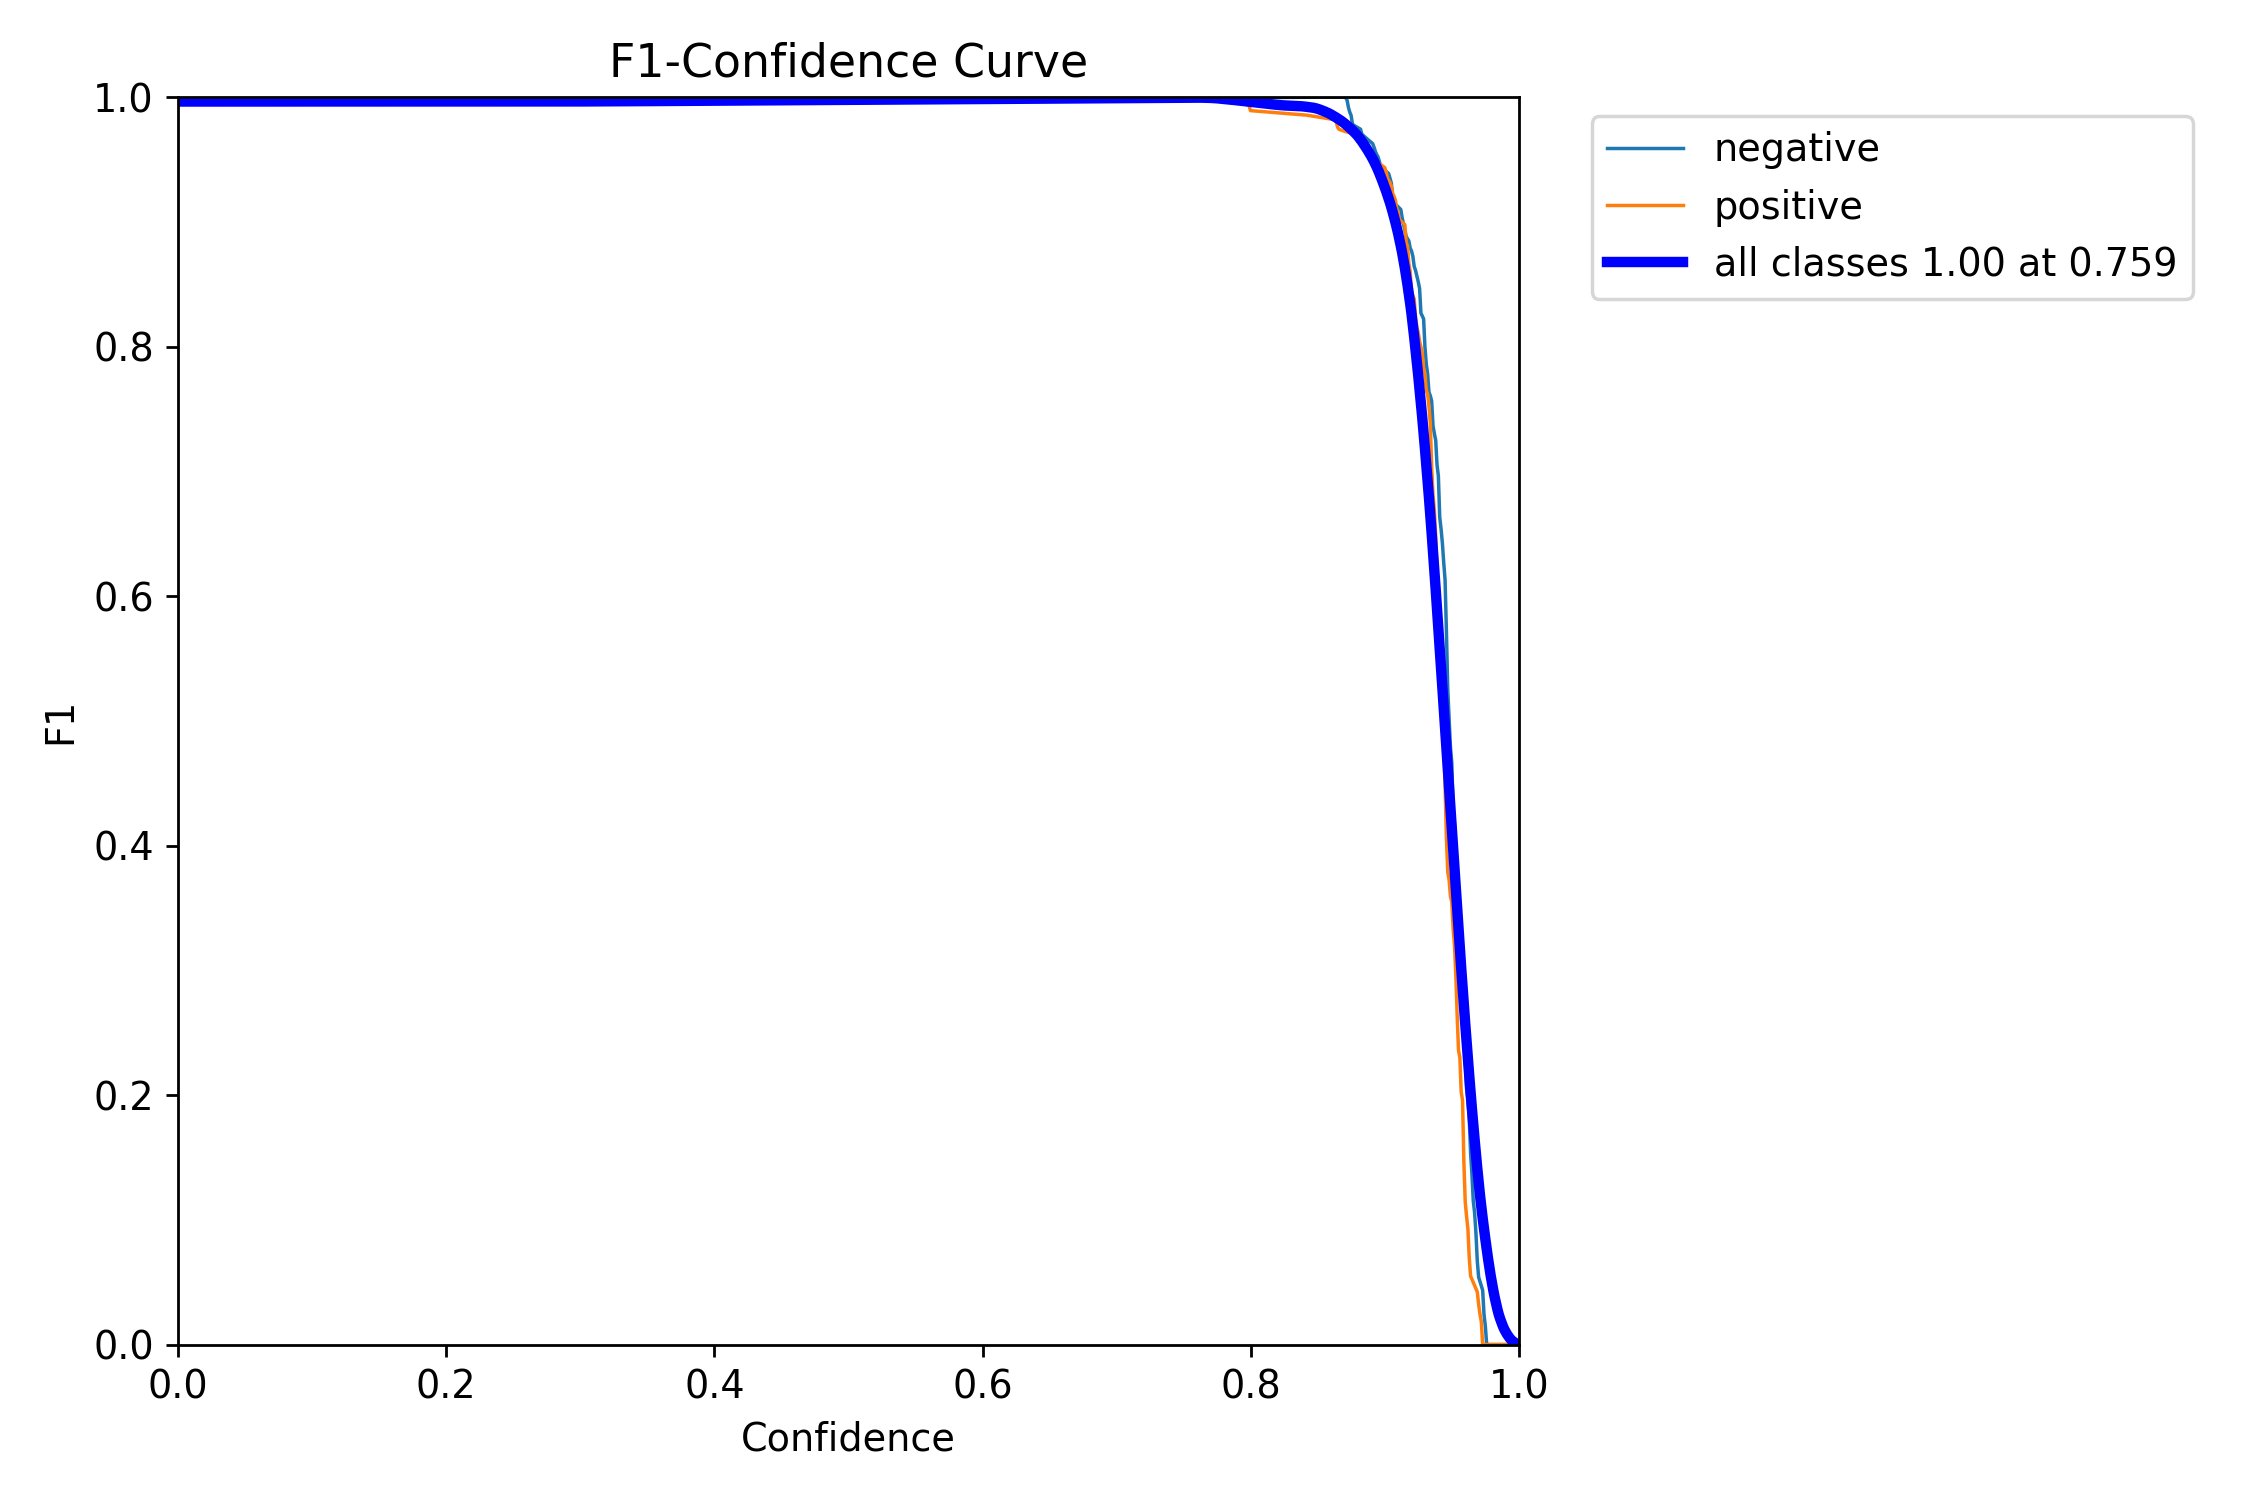 F1-Confidence Curve
1.0
0.8
0.6
0.4
0.2
0.0
F1
0.0 0.2 0.4 0.6 0.8 1.0
Confidence
negative
positive
all classes 1.00 at 0.759